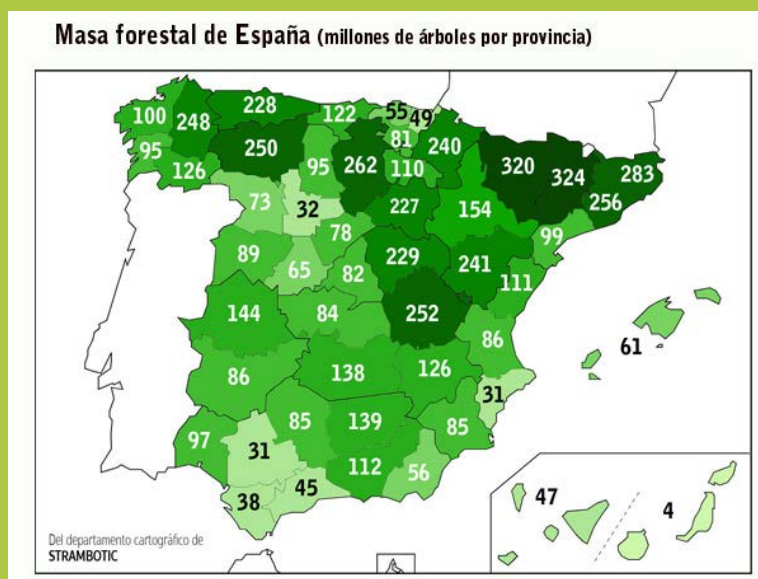 Masa forestal de España (millones de árboles por provincia)
100 248 228 122 55 49
95 126 250 95 262 81 110 240 320 324 283
256
73 32 227 154 99
78
89 65 82 229 241 111
144 84 252 86 61
86 138 126 31
97 31 85 139 85
38 45 112 56
47 4
Del departamento cartográfico de
STRAMBOTIC